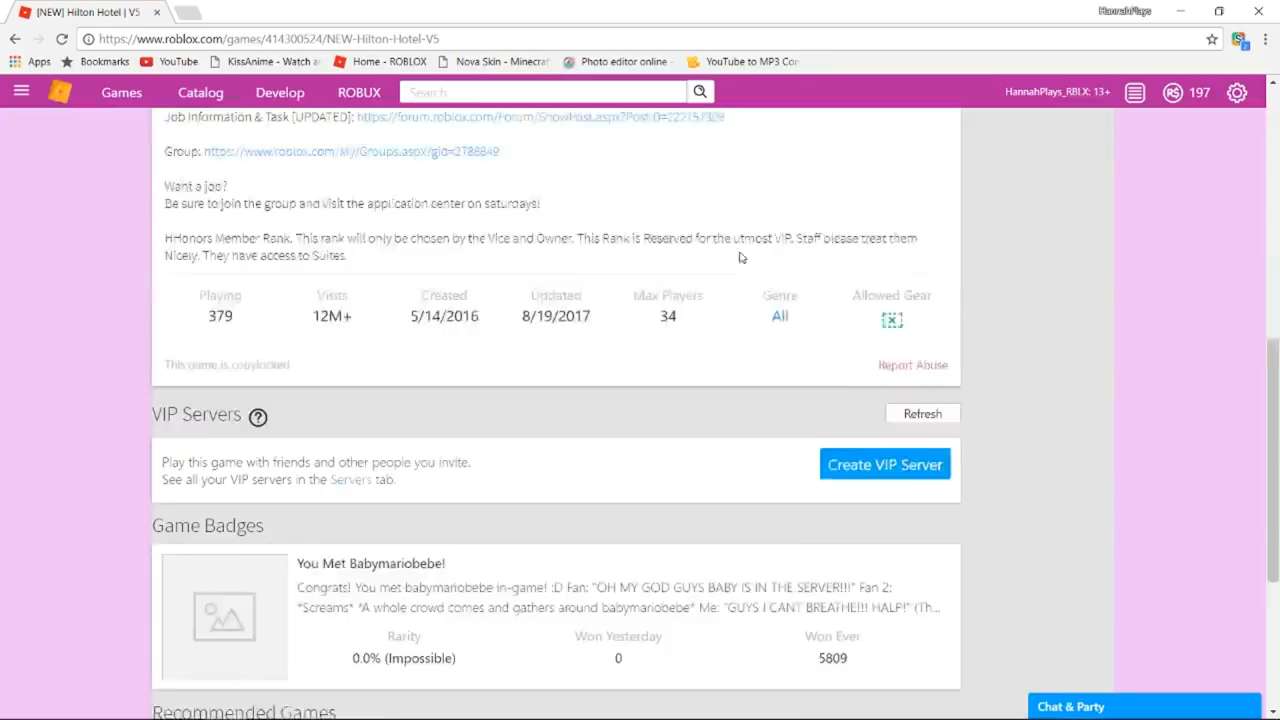 [NEW] Hilton Hotel | V5
HannahPlays
https://www.roblox.com/games/414300524/NEW-Hilton-Hotel-V5
Apps Bookmarks YouTube KissAnime - Watch a Home - ROBLOX Nova Skin - Minecraf Photo editor online - YouTube to MP3 Con
Games Catalog Develop ROBUX Search HannahPlays_RBLX: 13+ R$ 197
Job Information & Task [UPDATED]:
Group: https://www.roblox.com/My/Groups.aspx?gid=2788849
Want a job?
Be sure to join the group and visit the application center on saturdays!
HHonors Member Rank. This rank will only be chosen by the Vice and Owner. This Rank is Reserved for the utmost VIP. Staff please treat them
Nicely. They have access to Suites.
Playing Visits Created Updated Max Players Genre Allowed Gear
379 12M+ 5/14/2016 8/19/2017 34 All
This game is copylocked Report Abuse
VIP Servers ? Refresh
Play this game with friends and other people you invite.
See all your VIP servers in the Servers tab.
Create VIP Server
Game Badges
You Met Babymariobebe!
Congrats! You met babymariobebe in-game! :D Fan: "OH MY GOD GUYS BABY IS IN THE SERVER!!!" Fan 2:
*Screams* *A whole crowd comes and gathers around babymariobebe* Me: "GUYS I CANT BREATHE!!! HALP!" (Th...
Rarity Won Yesterday Won Ever
0.0% (Impossible) 0 5809
Recommended Games
Chat & Party